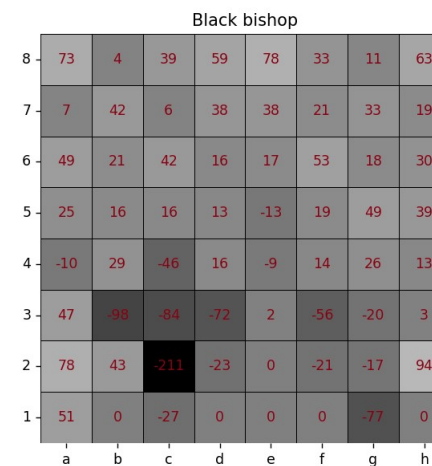 Black bishop
8 73 4 39 59 78 33 11 63
7 7 42 6 38 38 21 33 19
6 49 21 42 16 17 53 18 30
5 25 16 16 13 -13 19 49 39
4 -10 29 -46 16 -9 14 26 13
3 47 -98 -84 -72 2 -56 -20 3
2 78 43 -211 -23 0 -21 -17 94
1 51 0 -27 0 0 0 -77 0
a b c d e f g h